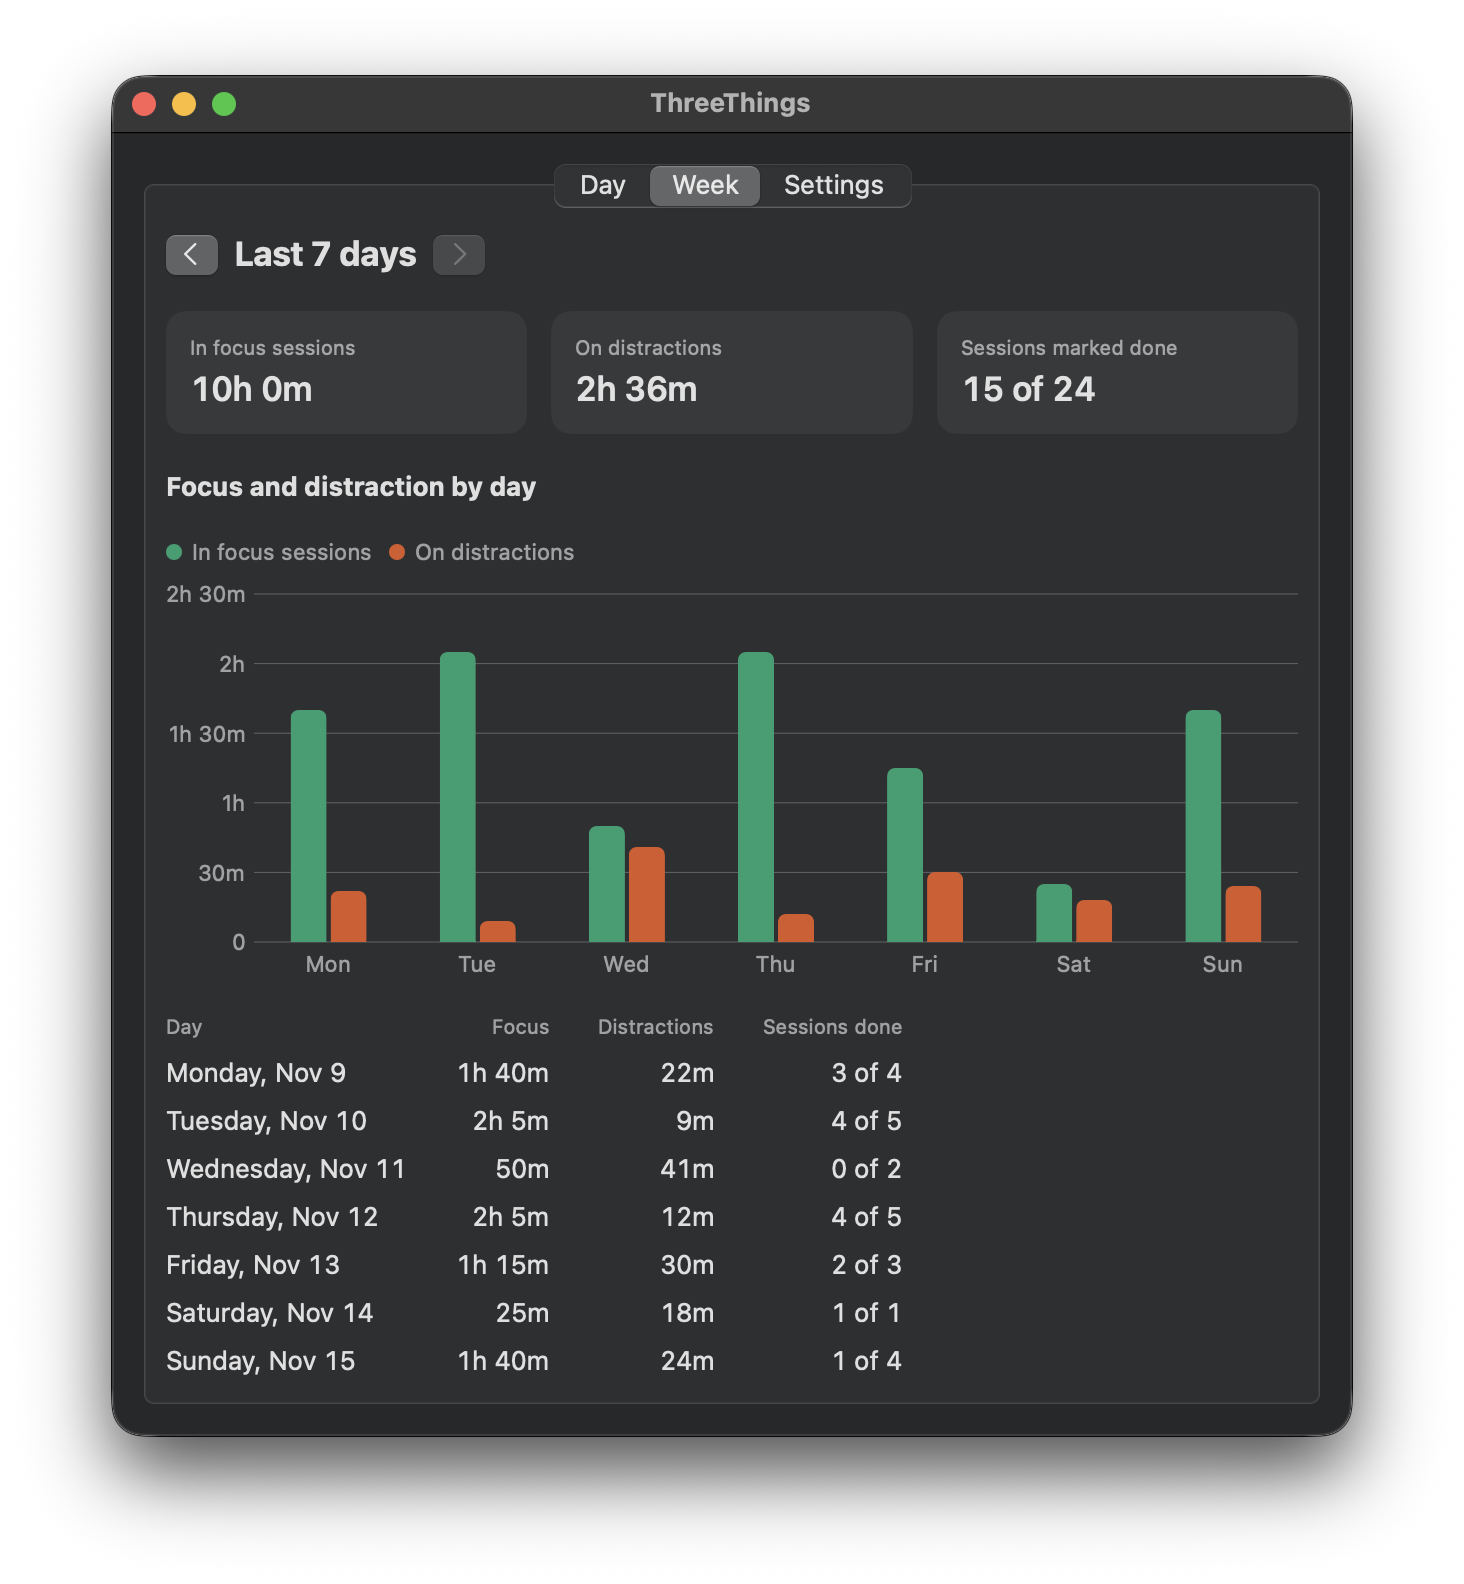 ThreeThings
Day Week Settings
Last 7 days
In focus sessions On distractions Sessions marked done
10h 0m 2h 36m 15 of 24
Focus and distraction by day
In focus sessions On distractions
2h 30m
2h
1h 30m
1h
30m
0
Mon Tue Wed Thu Fri Sat Sun
Day Focus Distractions Sessions done
Monday, Nov 9 1h 40m 22m 3 of 4
Tuesday, Nov 10 2h 5m 9m 4 of 5
Wednesday, Nov 11 50m 41m 0 of 2
Thursday, Nov 12 2h 5m 12m 4 of 5
Friday, Nov 13 1h 15m 30m 2 of 3
Saturday, Nov 14 25m 18m 1 of 1
Sunday, Nov 15 1h 40m 24m 1 of 4